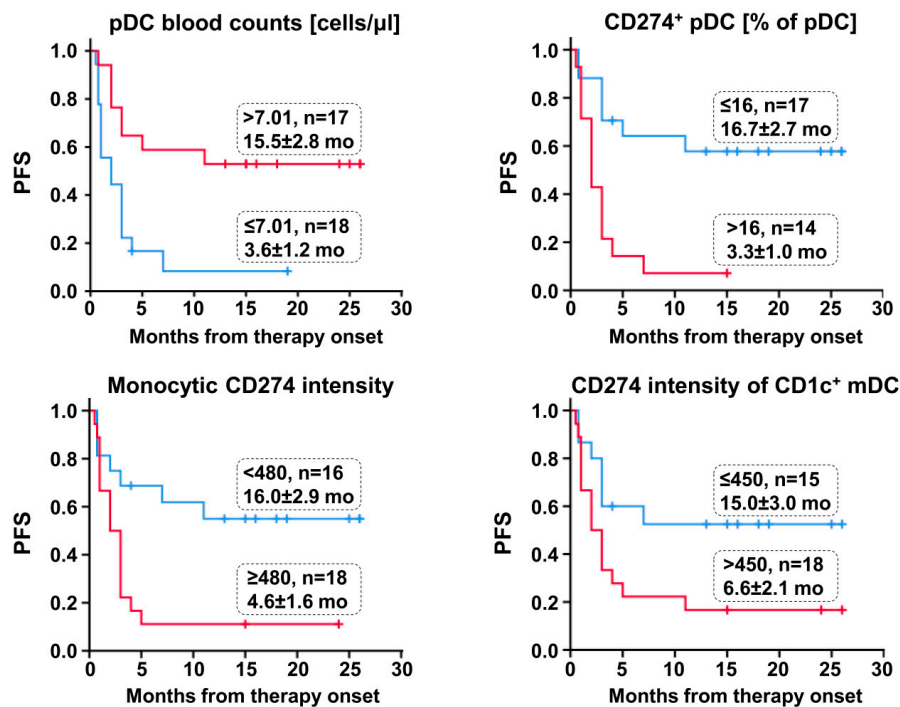 pDC blood counts [cells/µl]
PFS
1.0
0.8
0.6
0.4
0.2
0.0
>7.01, n=17
15.5±2.8 mo
≤7.01, n=18
3.6±1.2 mo
0 5 10 15 20 25 30
Months from therapy onset
CD274⁺ pDC [% of pDC]
PFS
1.0
0.8
0.6
0.4
0.2
0.0
≤16, n=17
16.7±2.7 mo
>16, n=14
3.3±1.0 mo
0 5 10 15 20 25 30
Months from therapy onset
Monocytic CD274 intensity
PFS
1.0
0.8
0.6
0.4
0.2
0.0
<480, n=16
16.0±2.9 mo
≥480, n=18
4.6±1.6 mo
0 5 10 15 20 25 30
Months from therapy onset
CD274 intensity of CD1c⁺ mDC
PFS
1.0
0.8
0.6
0.4
0.2
0.0
≤450, n=15
15.0±3.0 mo
>450, n=18
6.6±2.1 mo
0 5 10 15 20 25 30
Months from therapy onset